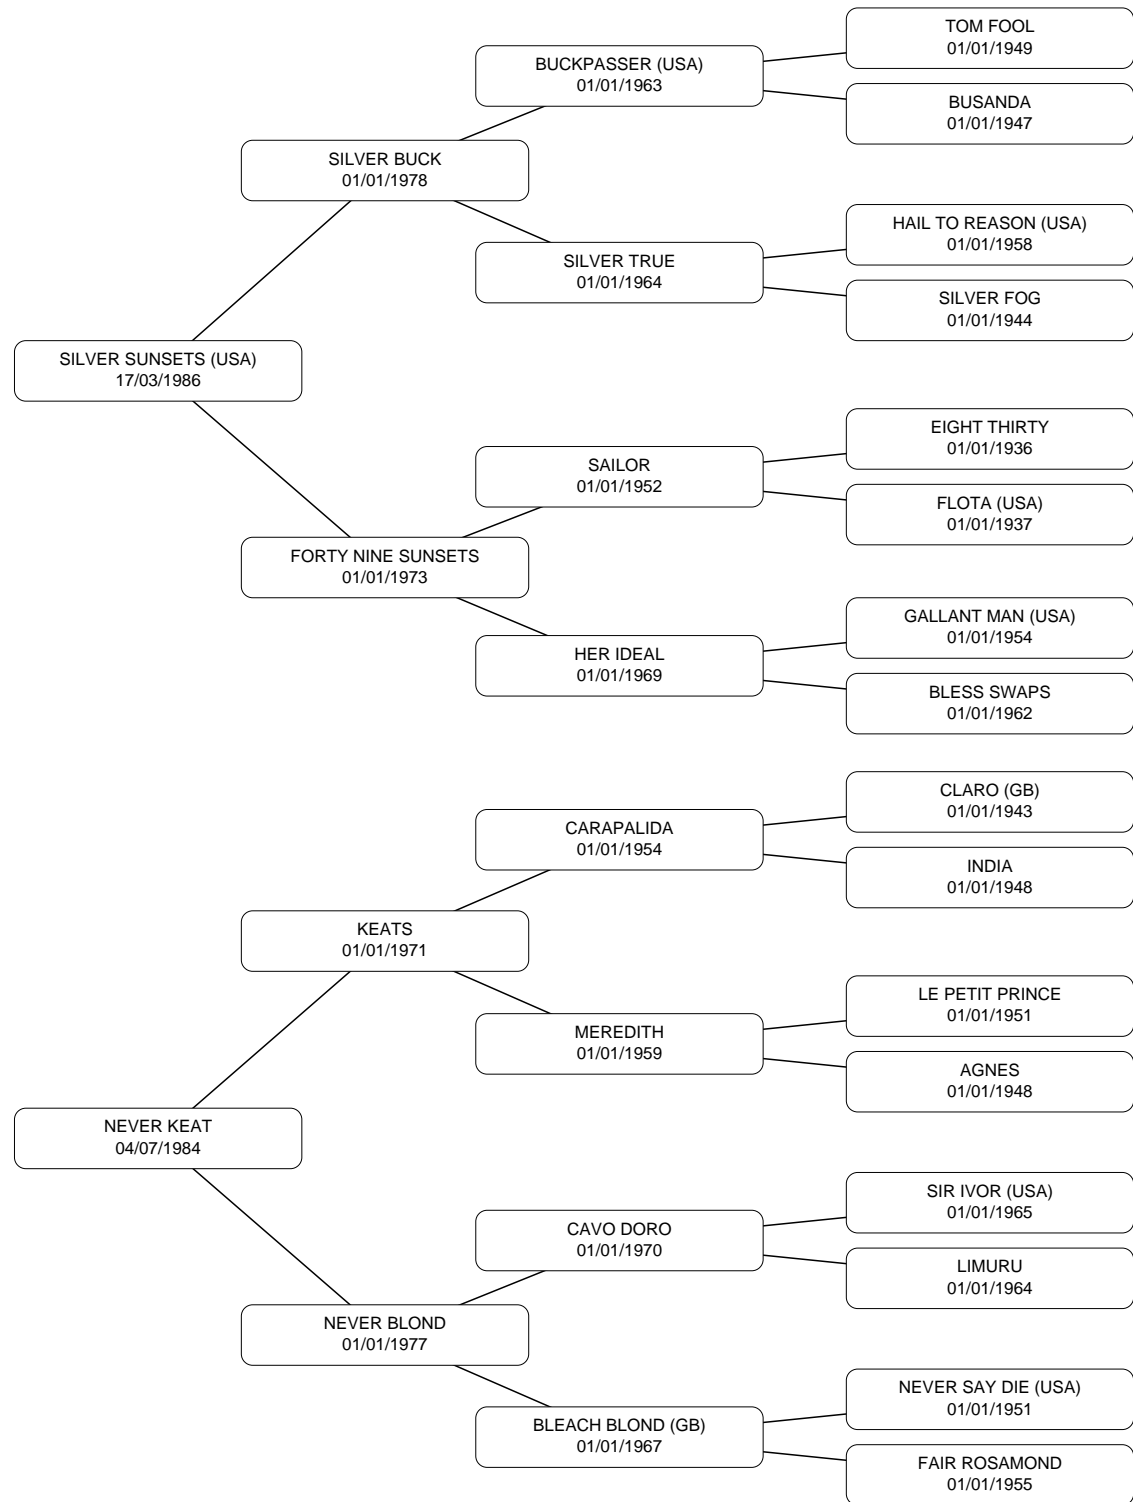 TOM FOOL
01/01/1949
BUCKPASSER (USA)
01/01/1963
BUSANDA
01/01/1947
SILVER BUCK
01/01/1978
HAIL TO REASON (USA)
01/01/1958
SILVER TRUE
01/01/1964
SILVER FOG
01/01/1944
SILVER SUNSETS (USA)
17/03/1986
EIGHT THIRTY
01/01/1936
SAILOR
01/01/1952
FLOTA (USA)
01/01/1937
FORTY NINE SUNSETS
01/01/1973
GALLANT MAN (USA)
01/01/1954
HER IDEAL
01/01/1969
BLESS SWAPS
01/01/1962
CLARO (GB)
01/01/1943
CARAPALIDA
01/01/1954
INDIA
01/01/1948
KEATS
01/01/1971
LE PETIT PRINCE
01/01/1951
MEREDITH
01/01/1959
AGNES
01/01/1948
NEVER KEAT
04/07/1984
SIR IVOR (USA)
01/01/1965
CAVO DORO
01/01/1970
LIMURU
01/01/1964
NEVER BLOND
01/01/1977
NEVER SAY DIE (USA)
01/01/1951
BLEACH BLOND (GB)
01/01/1967
FAIR ROSAMOND
01/01/1955